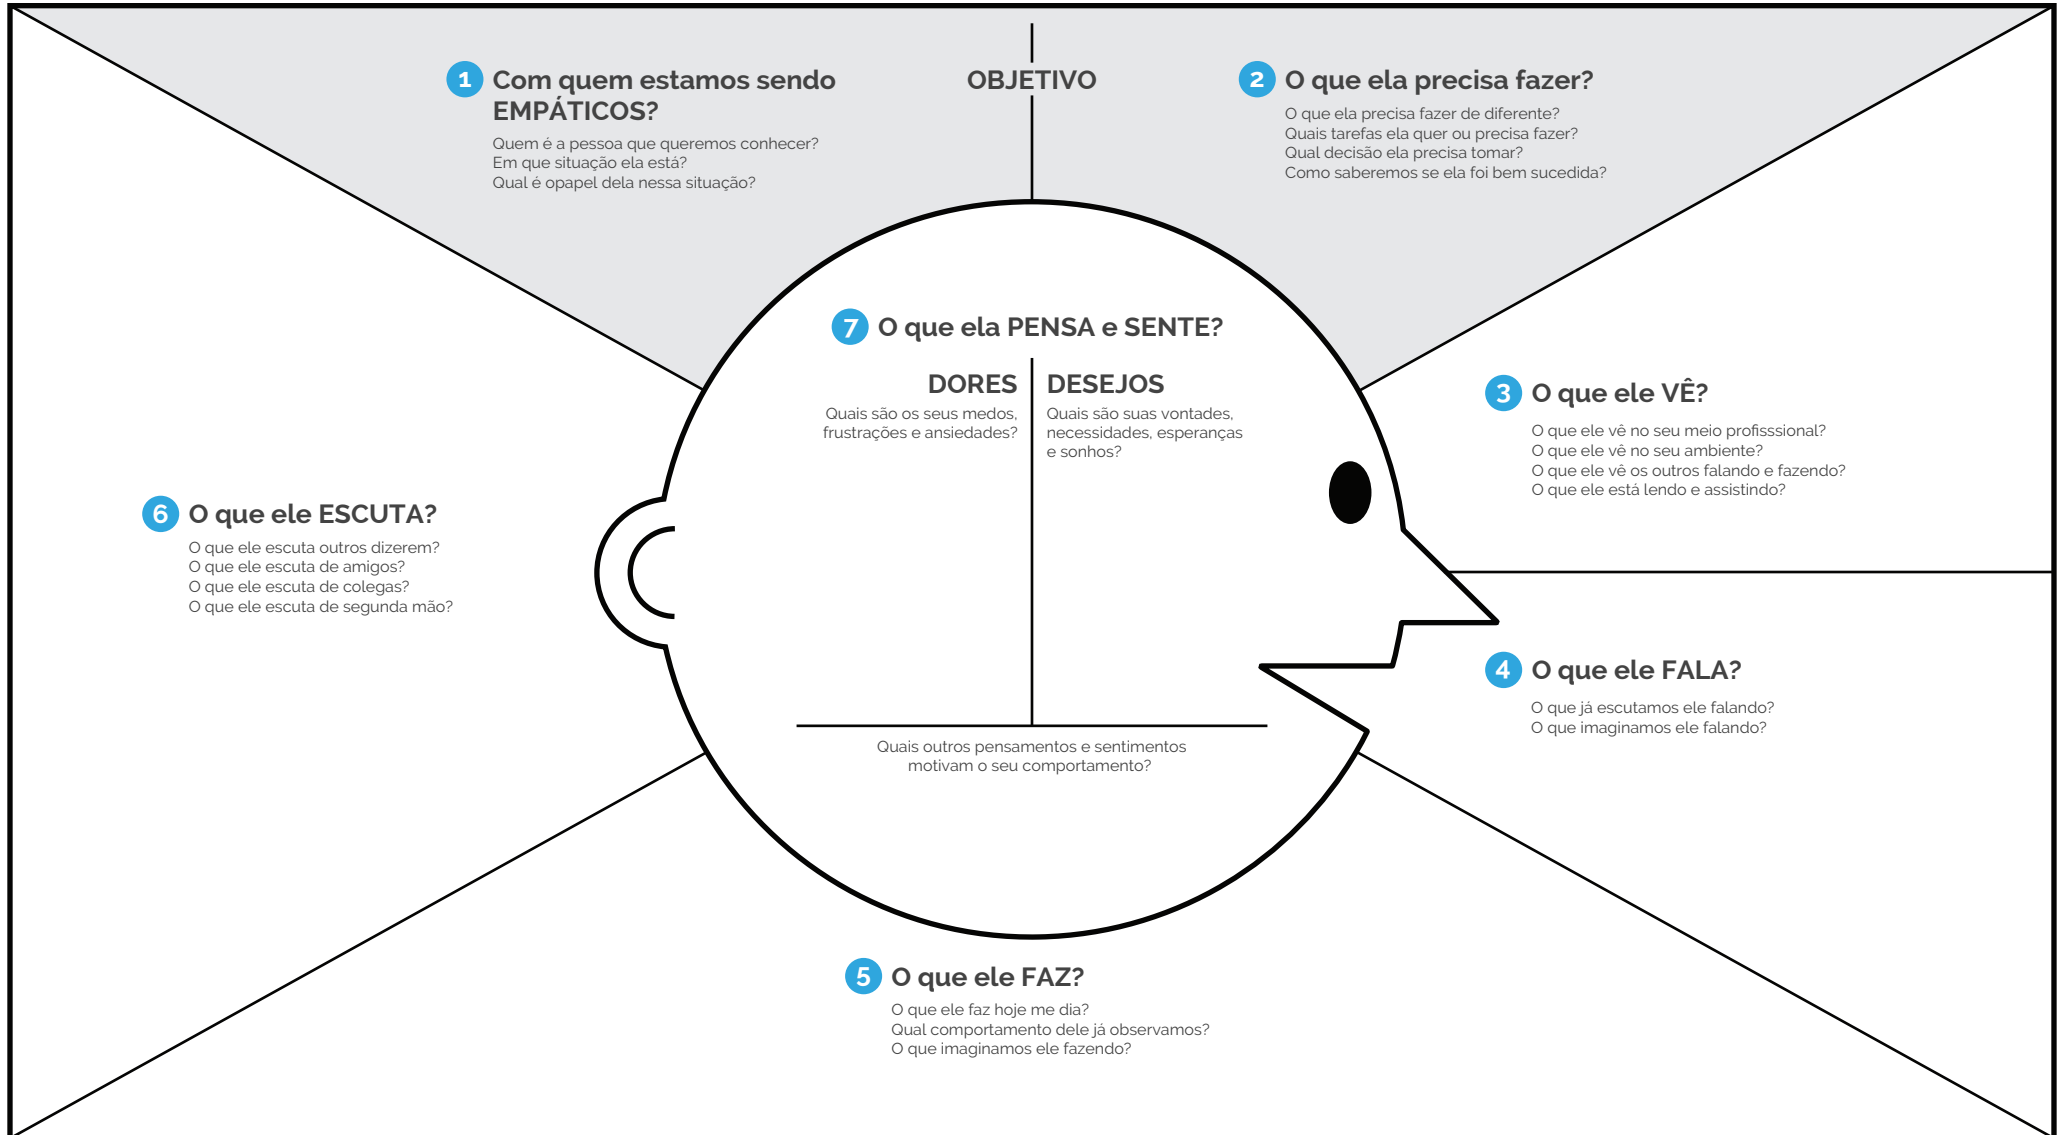 1 Com quem estamos sendo
EMPÁTICOS?
Quem é a pessoa que queremos conhecer?
Em que situação ela está?
Qual é opapel dela nessa situação?
OBJETIVO
2 O que ela precisa fazer?
O que ela precisa fazer de diferente?
Quais tarefas ela quer ou precisa fazer?
Qual decisão ela precisa tomar?
Como saberemos se ela foi bem sucedida?
3 O que ele VÊ?
O que ele vê no seu meio profisssional?
O que ele vê no seu ambiente?
O que ele vê os outros falando e fazendo?
O que ele está lendo e assistindo?
4 O que ele FALA?
O que já escutamos ele falando?
O que imaginamos ele falando?
5 O que ele FAZ?
O que ele faz hoje me dia?
Qual comportamento dele já observamos?
O que imaginamos ele fazendo?
6 O que ele ESCUTA?
O que ele escuta outros dizerem?
O que ele escuta de amigos?
O que ele escuta de colegas?
O que ele escuta de segunda mão?
7 O que ela PENSA e SENTE?
DORES
Quais são os seus medos,
frustrações e ansiedades?
DESEJOS
Quais são suas vontades,
necessidades, esperanças
e sonhos?
Quais outros pensamentos e sentimentos
motivam o seu comportamento?